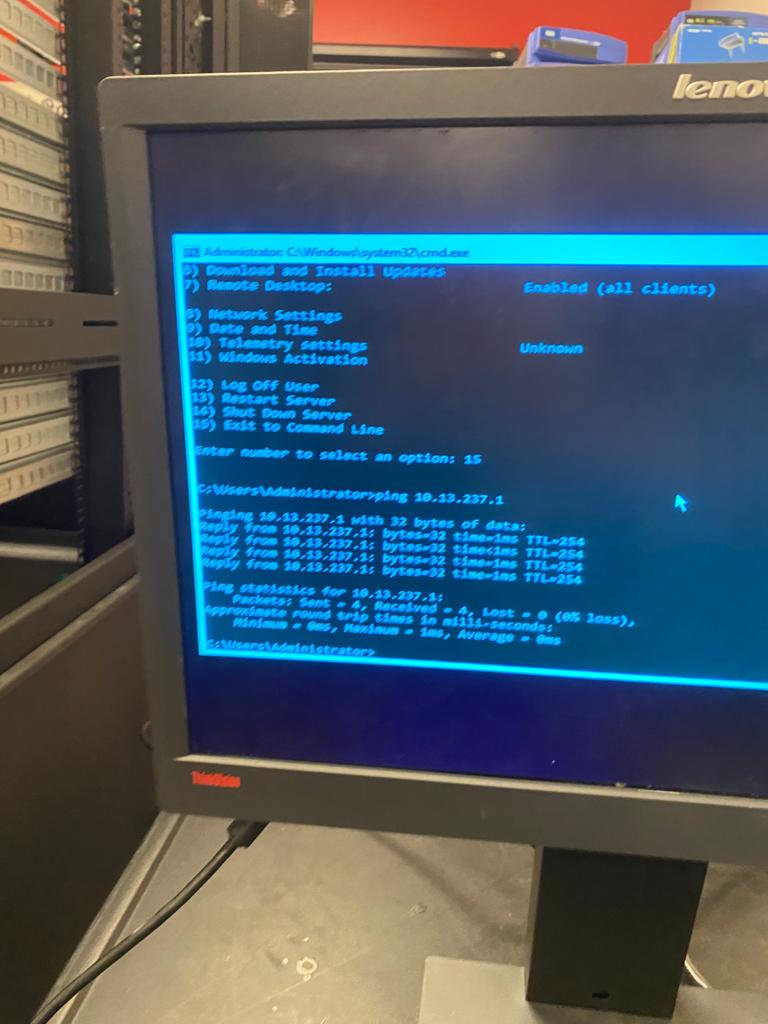 lenov
Administrator: C:\Windows\system32\cmd.exe
6) Download and Install Updates
7) Remote Desktop: Enabled (all clients)
8) Network Settings
9) Date and Time
10) Telemetry settings Unknown
11) Windows Activation
12) Log Off User
13) Restart Server
14) Shut Down Server
15) Exit to Command Line
Enter number to select an option: 15
C:\Users\Administrator>ping 10.13.237.1
Pinging 10.13.237.1 with 32 bytes of data:
Reply from 10.13.237.1: bytes=32 time=1ms TTL=254
Reply from 10.13.237.1: bytes=32 time<1ms TTL=254
Reply from 10.13.237.1: bytes=32 time<1ms TTL=254
Reply from 10.13.237.1: bytes=32 time=1ms TTL=254
Ping statistics for 10.13.237.1:
Packets: Sent = 4, Received = 4, Lost = 0 (0% loss),
Approximate round trip times in milli-seconds:
Minimum = 0ms, Maximum = 1ms, Average = 0ms
C:\Users\Administrator>
ThinkVision